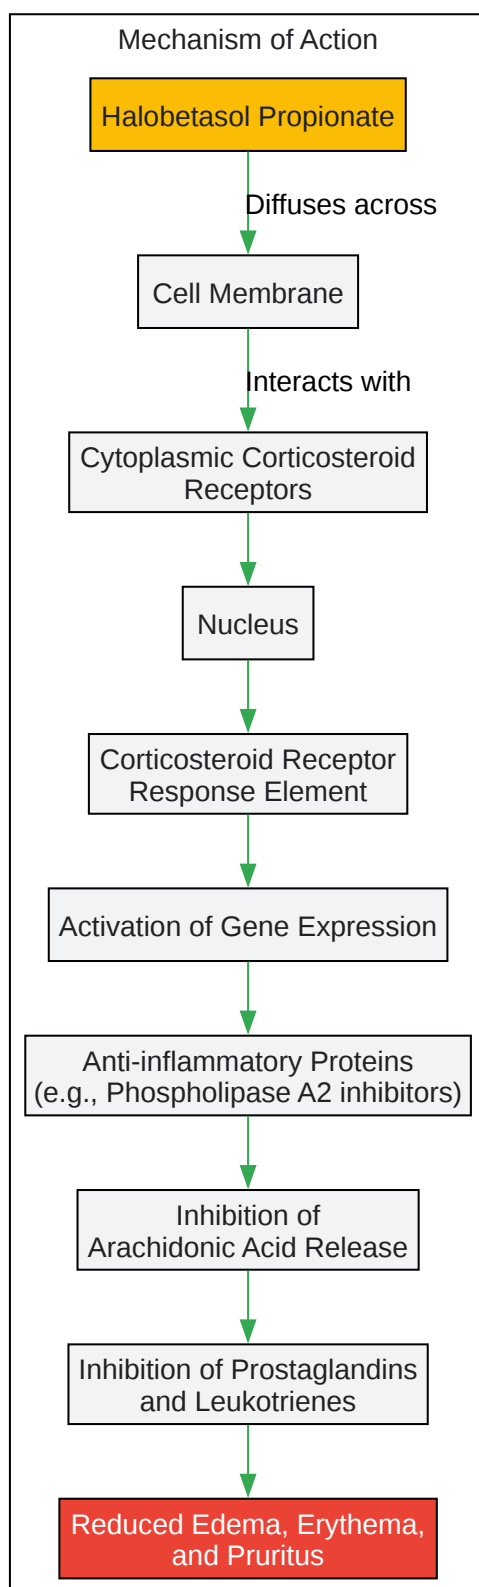 Mechanism of Action
Halobetasol Propionate
Diffuses across
Cell Membrane
Interacts with
Cytoplasmic Corticosteroid
Receptors
Nucleus
Corticosteroid Receptor
Response Element
Activation of Gene Expression
Anti-inflammatory Proteins
(e.g., Phospholipase A2 inhibitors)
Inhibition of
Arachidonic Acid Release
Inhibition of Prostaglandins
and Leukotrienes
Reduced Edema, Erythema,
and Pruritus